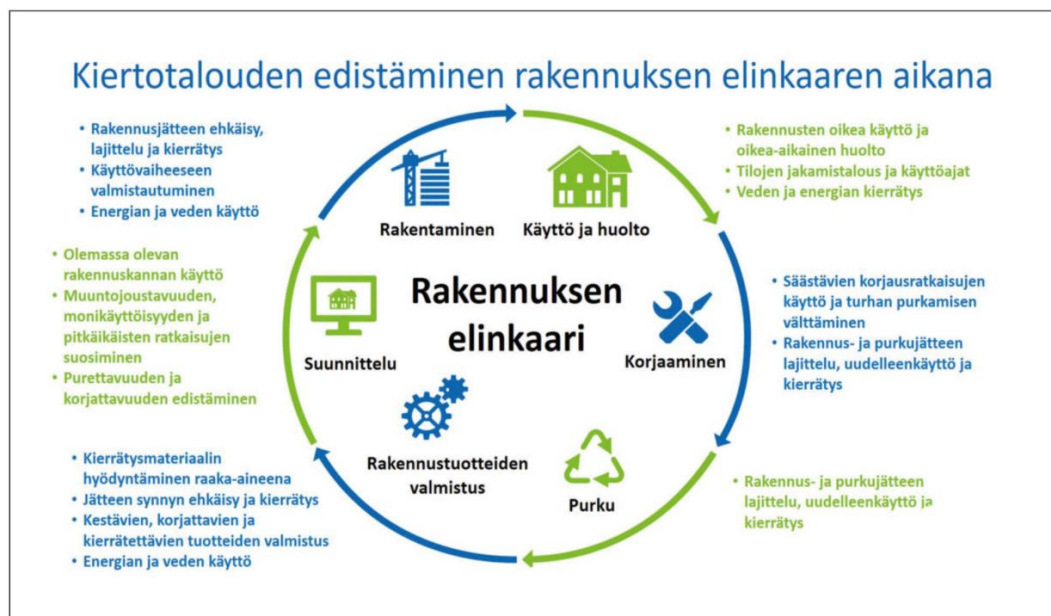 Kiertotalouden edistäminen rakennuksen elinkaaren aikana
• Rakennusjätteen ehkäisy,
lajittelu ja kierrätys
• Käyttövaiheeseen
valmistautuminen
• Energian ja veden käyttö
• Rakennusten oikea käyttö ja
oikea-aikainen huolto
• Tilojen jakamistalous ja käyttöajat
• Veden ja energian kierrätys
Rakentaminen
Käyttö ja huolto
• Olemassa olevan
rakennuskannan käyttö
• Muuntojoustavuuden,
monikäyttöisyyden ja
pitkäikäisten ratkaisujen
suosiminen
• Purettavuuden ja
korjattavuuden edistäminen
Suunnittelu
Rakennuksen
elinkaari
Korjaaminen
• Säästävien korjausratkaisujen
käyttö ja turhan purkamisen
välttäminen
• Rakennus- ja purkujätteen
lajittelu, uudelleenkäyttö ja
kierrätys
• Kierrätysmateriaalin
hyödyntäminen raaka-aineena
• Jätteen synnyn ehkäisy ja kierrätys
• Kestävien, korjattavien ja
kierrätettävien tuotteiden valmistus
• Energian ja veden käyttö
Rakennustuotteiden
valmistus
Purku
• Rakennus- ja purkujätteen
lajittelu, uudelleenkäyttö ja
kierrätys